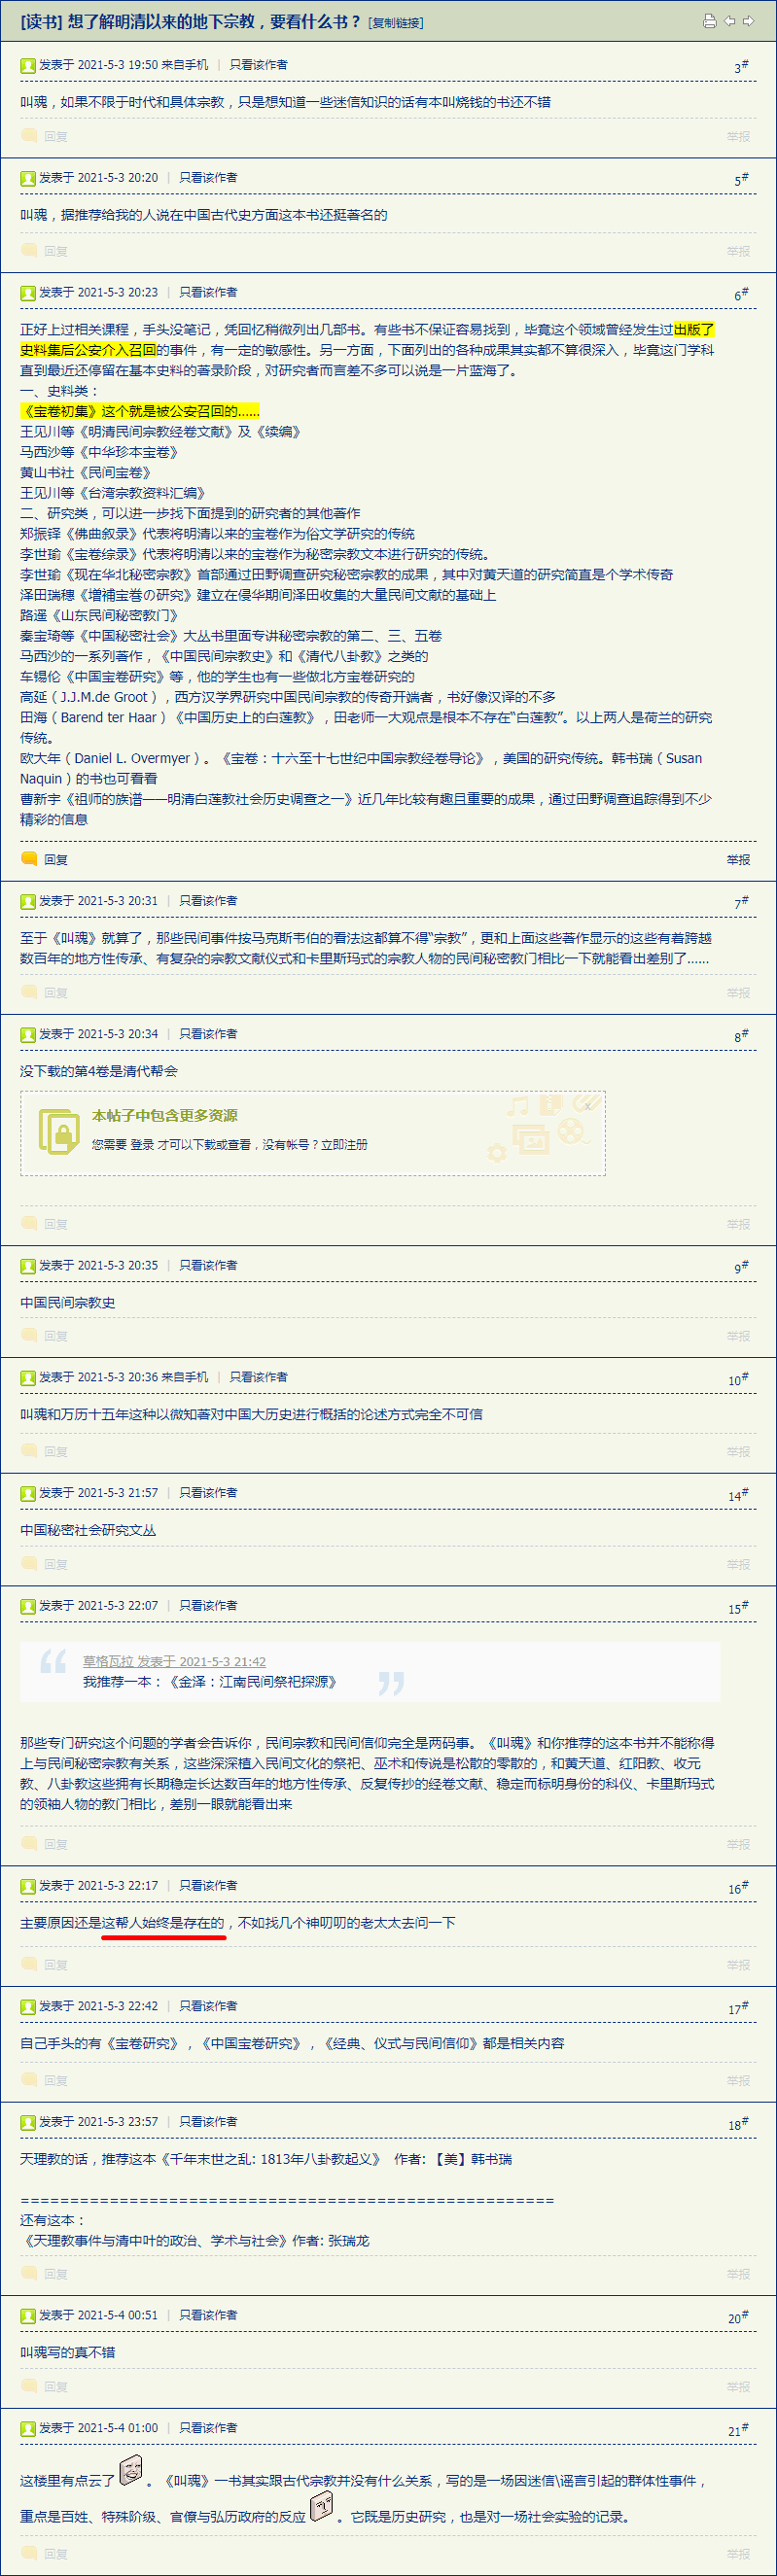 [读书] 想了解明清以来的地下宗教，要看什么书？ [复制链接]
发表于 2021-5-3 19:50 来自手机 | 只看该作者 3#
叫魂，如果不限于时代和具体宗教，只是想知道一些迷信知识的话有本叫烧钱的书还不错
回复 举报
发表于 2021-5-3 20:20 | 只看该作者 5#
叫魂，据推荐给我的人说在中国古代史方面这本书还挺著名的
回复 举报
发表于 2021-5-3 20:23 | 只看该作者 6#
正好上过相关课程，手头没笔记，凭回忆稍微列出几部书。有些书不保证容易找到，毕竟这个领域曾经发生过出版了
史料集后公安介入召回的事件，有一定的敏感性。另一方面，下面列出的各种成果其实都不算很深入，毕竟这门学科
直到最近还停留在基本史料的著录阶段，对研究者而言差不多可以说是一片蓝海了。
一、史料类：
《宝卷初集》这个就是被公安召回的……
王见川等《明清民间宗教经卷文献》及《续编》
马西沙等《中华珍本宝卷》
黄山书社《民间宝卷》
王见川等《台湾宗教资料汇编》
二、研究类，可以进一步找下面提到的研究者的其他著作
郑振铎《佛曲叙录》代表将明清以来的宝卷作为俗文学研究的传统
李世瑜《宝卷综录》代表将明清以来的宝卷作为秘密宗教文本进行研究的传统。
李世瑜《现在华北秘密宗教》首部通过田野调查研究秘密宗教的成果，其中对黄天道的研究简直是个学术传奇
泽田瑞穗《増補宝巻の研究》建立在侵华期间泽田收集的大量民间文献的基础上
路遥《山东民间秘密教门》
秦宝琦等《中国秘密社会》大丛书里面专讲秘密宗教的第二、三、五卷
马西沙的一系列著作，《中国民间宗教史》和《清代八卦教》之类的
车锡伦《中国宝卷研究》等，他的学生也有一些做北方宝卷研究的
高延（J.J.M.de Groot），西方汉学界研究中国民间宗教的传奇开端者，书好像汉译的不多
田海（Barend ter Haar）《中国历史上的白莲教》，田老师一大观点是根本不存在“白莲教”。以上两人是荷兰的研究
传统。
欧大年（Daniel L. Overmyer）。《宝卷：十六至十七世纪中国宗教经卷导论》，美国的研究传统。韩书瑞（Susan
Naquin）的书也可看看
曹新宇《祖师的族谱——明清白莲教社会历史调查之一》近几年比较有趣且重要的成果，通过田野调查追踪得到不少
精彩的信息
回复 举报
发表于 2021-5-3 20:31 | 只看该作者 7#
至于《叫魂》就算了，那些民间事件按马克斯韦伯的看法这都算不得“宗教”，更和上面这些著作显示的这些有着跨越
数百年的地方性传承、有复杂的宗教文献仪式和卡里斯玛式的宗教人物的民间秘密教门相比一下就能看出差别了……
回复 举报
发表于 2021-5-3 20:34 | 只看该作者 8#
没下载的第4卷是清代帮会
本帖子中包含更多资源 x
您需要 登录 才可以下载或查看，没有帐号？立即注册
回复 举报
发表于 2021-5-3 20:35 | 只看该作者 9#
中国民间宗教史
回复 举报
发表于 2021-5-3 20:36 来自手机 | 只看该作者 10#
叫魂和万历十五年这种以微知著对中国大历史进行概括的论述方式完全不可信
回复 举报
发表于 2021-5-3 21:57 | 只看该作者 14#
中国秘密社会研究文丛
回复 举报
发表于 2021-5-3 22:07 | 只看该作者 15#
草格瓦拉 发表于 2021-5-3 21:42
我推荐一本：《金泽：江南民间祭祀探源》
那些专门研究这个问题的学者会告诉你，民间宗教和民间信仰完全是两码事。《叫魂》和你推荐的这本书并不能称得
上与民间秘密宗教有关系，这些深深植入民间文化的祭祀、巫术和传说是松散的零散的，和黄天道、红阳教、收元
教、八卦教这些拥有长期稳定长达数百年的地方性传承、反复传抄的经卷文献、稳定而标明身份的科仪、卡里斯玛式
的领袖人物的教门相比，差别一眼就能看出来
回复 举报
发表于 2021-5-3 22:17 | 只看该作者 16#
主要原因还是这帮人始终是存在的，不如找几个神叨叨的老太太去问一下
回复 举报
发表于 2021-5-3 22:42 | 只看该作者 17#
自己手头的有《宝卷研究》，《中国宝卷研究》，《经典、仪式与民间信仰》都是相关内容
回复 举报
发表于 2021-5-3 23:57 | 只看该作者 18#
天理教的话，推荐这本《千年末世之乱: 1813年八卦教起义》 作者: 【美】韩书瑞
======================================================
还有这本：
《天理教事件与清中叶的政治、学术与社会》作者: 张瑞龙
回复 举报
发表于 2021-5-4 00:51 | 只看该作者 20#
叫魂写的真不错
回复 举报
发表于 2021-5-4 01:00 | 只看该作者 21#
这楼里有点云了。《叫魂》一书其实跟古代宗教并没有什么关系，写的是一场因迷信\谣言引起的群体性事件，
重点是百姓、特殊阶级、官僚与弘历政府的反应。它既是历史研究，也是对一场社会实验的记录。
回复 举报